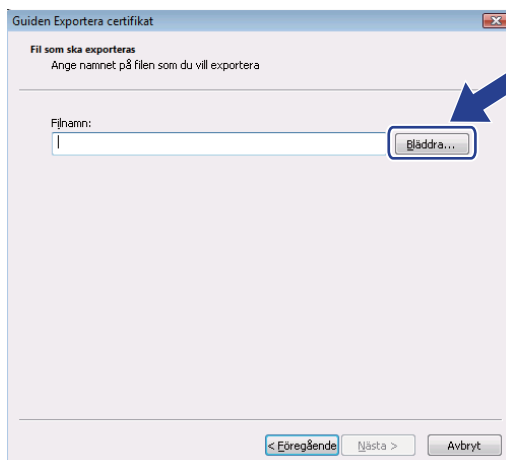 Guiden Exportera certifikat
Fil som ska exporteras
Ange namnet på filen som du vill exportera
Filnamn:
Bläddra...
< Föregående
Nästa >
Avbryt